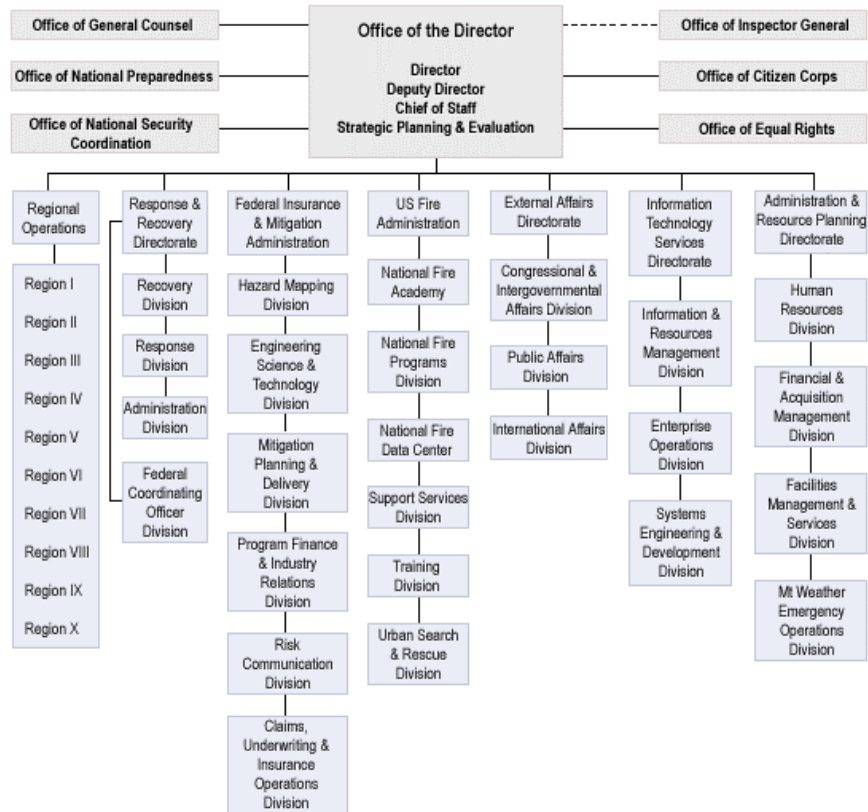 Office of General Counsel
Office of National Preparedness
Office of National Security
Coordination
Office of the Director
Director
Deputy Director
Chief of Staff
Strategic Planning & Evaluation
Office of Inspector General
Office of Citizen Corps
Office of Equal Rights
Regional
Operations
Region I
Region II
Region III
Region IV
Region V
Region VI
Region VII
Region VIII
Region IX
Region X
Response &
Recovery
Directorate
Recovery
Division
Response
Division
Administration
Division
Federal
Coordinating
Officer
Division
Federal Insurance
& Mitigation
Administration
Hazard Mapping
Division
Engineering
Science &
Technology
Division
Mitigation
Planning &
Delivery
Division
Program Finance
& Industry
Relations
Division
Risk
Communication
Division
Claims,
Underwriting &
Insurance
Operations
Division
US Fire
Administration
National Fire
Academy
National Fire
Programs
Division
National Fire
Data Center
Support Services
Division
Training
Division
Urban Search
& Rescue
Division
External Affairs
Directorate
Congressional &
Intergovernmental
Affairs Division
Public Affairs
Division
International Affairs
Division
Information
Technology
Services
Directorate
Information &
Resources
Management
Division
Enterprise
Operations
Division
Systems
Engineering &
Development
Division
Administration &
Resource Planning
Directorate
Human
Resources
Division
Financial &
Acquisition
Management
Division
Facilities
Management &
Services
Division
Mt Weather
Emergency
Operations
Division